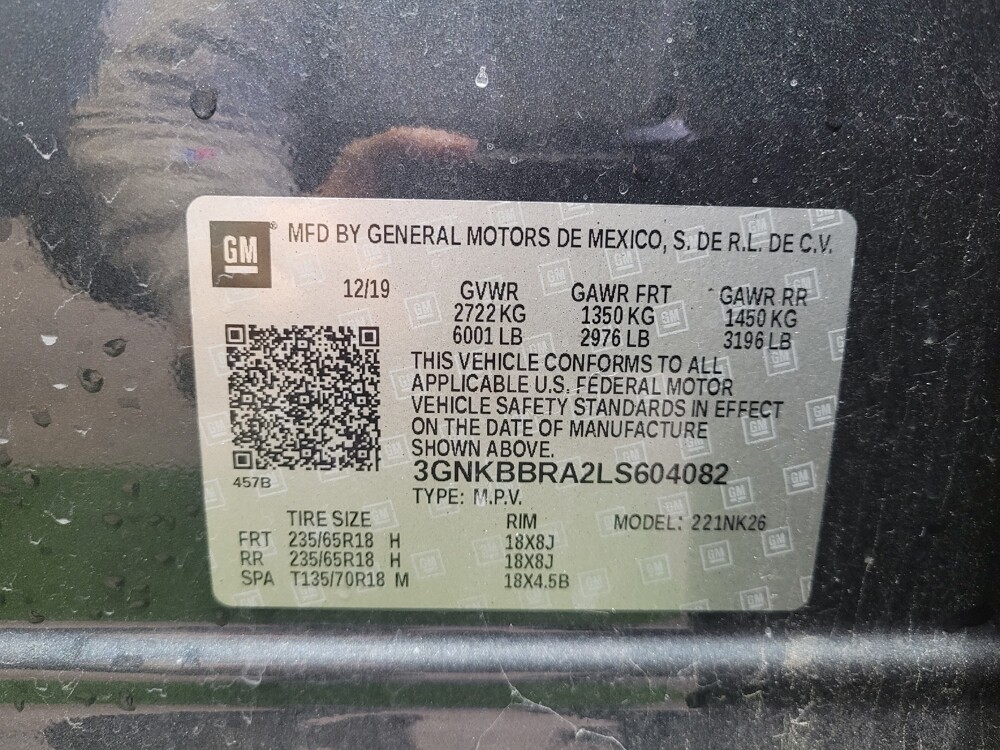 GM MFD BY GENERAL MOTORS DE MEXICO, S. DE R.L. DE C.V.
12/19 GVWR GAWR FRT GAWR RR
2722 KG 1350 KG 1450 KG
6001 LB 2976 LB 3196 LB
THIS VEHICLE CONFORMS TO ALL
APPLICABLE U.S. FEDERAL MOTOR
VEHICLE SAFETY STANDARDS IN EFFECT
ON THE DATE OF MANUFACTURE
SHOWN ABOVE.
3GNKBBRA2LS604082
457B
TYPE: M.P.V.
TIRE SIZE RIM MODEL: 221NK26
FRT 235/65R18 H 18X8J
RR 235/65R18 H 18X8J
SPA T135/70R18 M 18X4.5B